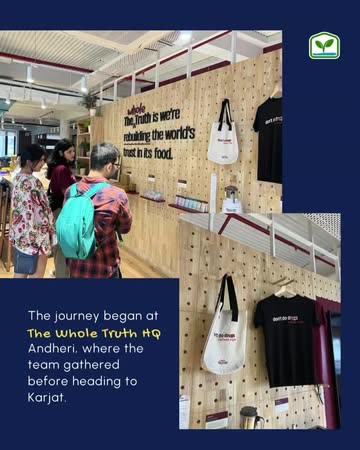 whole
The Truth is we're
rebuilding the world's
trust in its food.
don't do drugs
The journey began at
The Whole Truth HQ
Andheri, where the
team gathered
before heading to
Karjat.